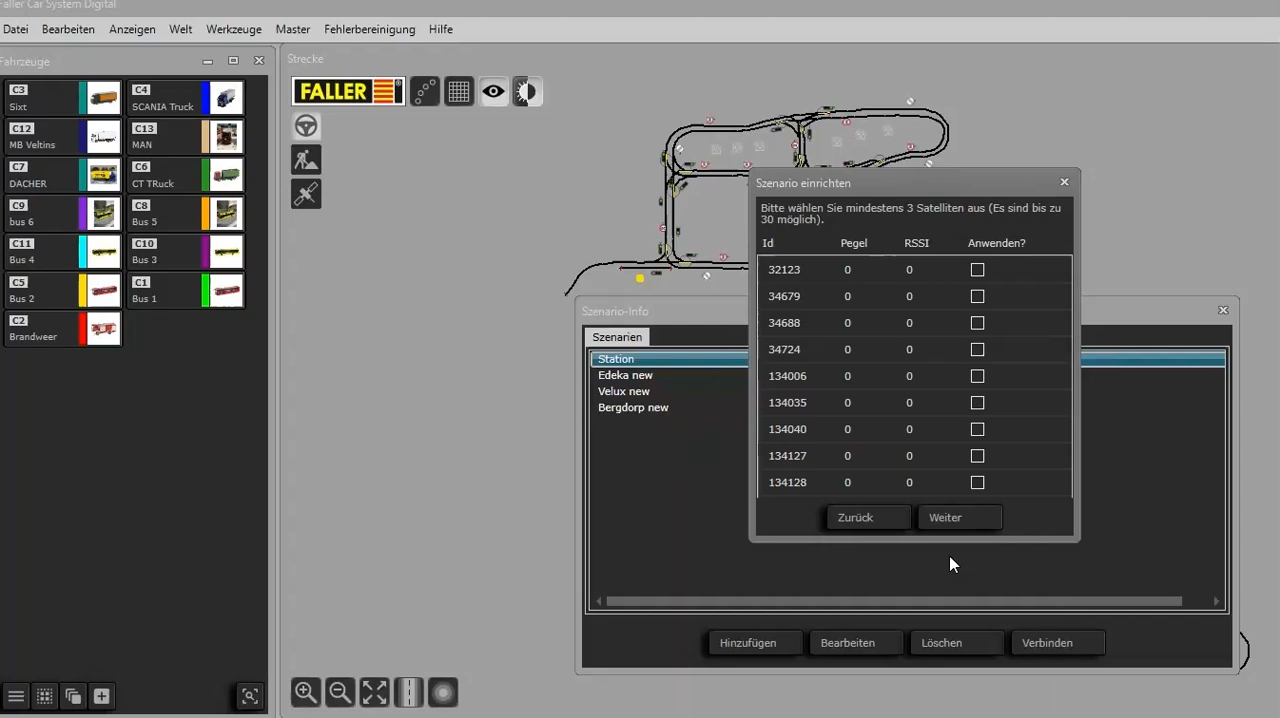 Faller Car System Digital
Datei Bearbeiten Anzeigen Welt Werkzeuge Master Fehlerbereinigung Hilfe
Fahrzeuge
C3
Sixt
C4
SCANIA Truck
C12
MB Veltins
C13
MAN
C7
DACHER
C6
CT TRuck
C9
bus 6
C8
Bus 5
C11
Bus 4
C10
Bus 3
C5
Bus 2
C1
Bus 1
C2
Brandweer
Strecke
FALLER
Szenario einrichten
Bitte wählen Sie mindestens 3 Satelliten aus (Es sind bis zu
30 möglich).
Id Pegel RSSI Anwenden?
32123 0 0
34679 0 0
34688 0 0
34724 0 0
134006 0 0
134035 0 0
134040 0 0
134127 0 0
134128 0 0
Zurück Weiter
Szenario-Info
Szenarien
Station
Edeka new
Velux new
Bergdorp new
Hinzufügen Bearbeiten Löschen Verbinden